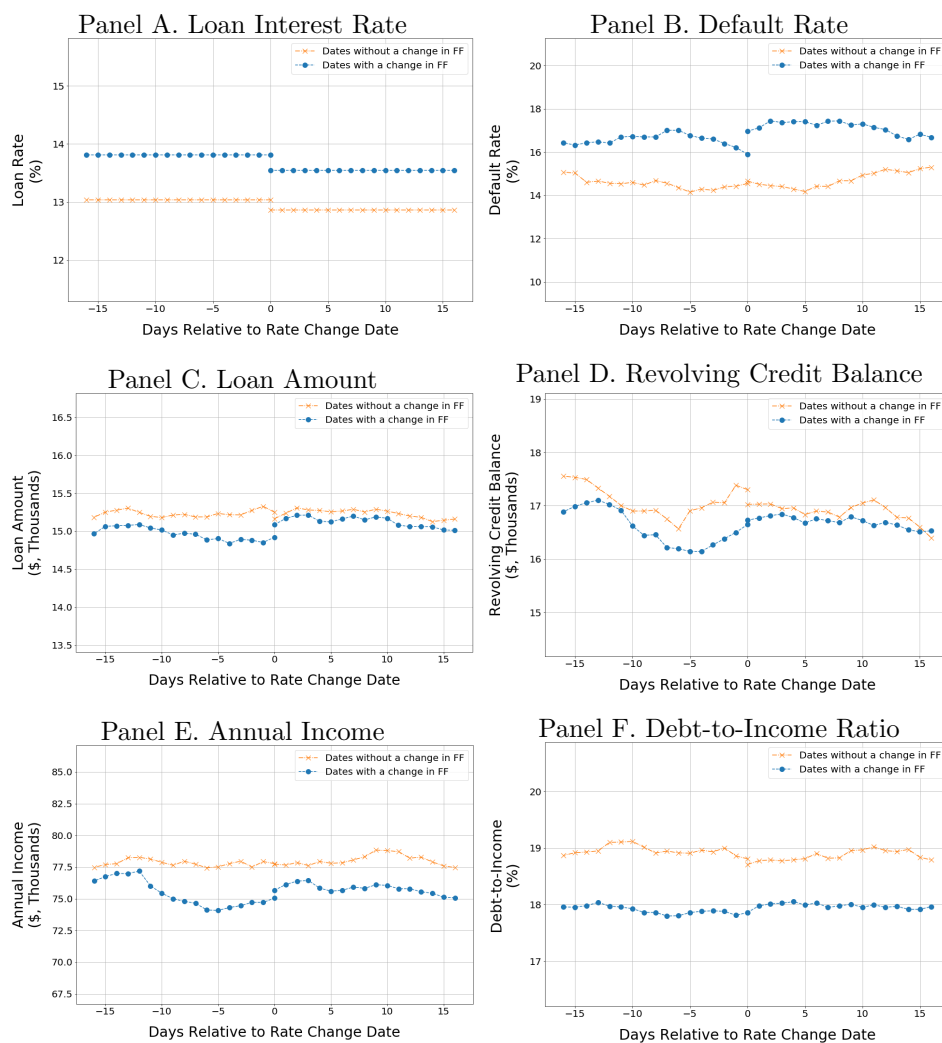 Panel A. Loan Interest Rate
Dates without a change in FF
Dates with a change in FF
15
14
13
12
Loan Rate
(%)
−15 −10 −5 0 5 10 15
Days Relative to Rate Change Date
Panel B. Default Rate
Dates without a change in FF
Dates with a change in FF
20
18
16
14
12
10
Default Rate
(%)
−15 −10 −5 0 5 10 15
Days Relative to Rate Change Date
Panel C. Loan Amount
Dates without a change in FF
Dates with a change in FF
16.5
16.0
15.5
15.0
14.5
14.0
13.5
Loan Amount
($, Thousands)
−15 −10 −5 0 5 10 15
Days Relative to Rate Change Date
Panel D. Revolving Credit Balance
Dates without a change in FF
Dates with a change in FF
19
18
17
16
15
Revolving Credit Balance
($, Thousands)
−15 −10 −5 0 5 10 15
Days Relative to Rate Change Date
Panel E. Annual Income
Dates without a change in FF
Dates with a change in FF
85.0
82.5
80.0
77.5
75.0
72.5
70.0
67.5
Annual Income
($, Thousands)
−15 −10 −5 0 5 10 15
Days Relative to Rate Change Date
Panel F. Debt-to-Income Ratio
Dates without a change in FF
Dates with a change in FF
20
19
18
17
Debt-to-Income
(%)
−15 −10 −5 0 5 10 15
Days Relative to Rate Change Date